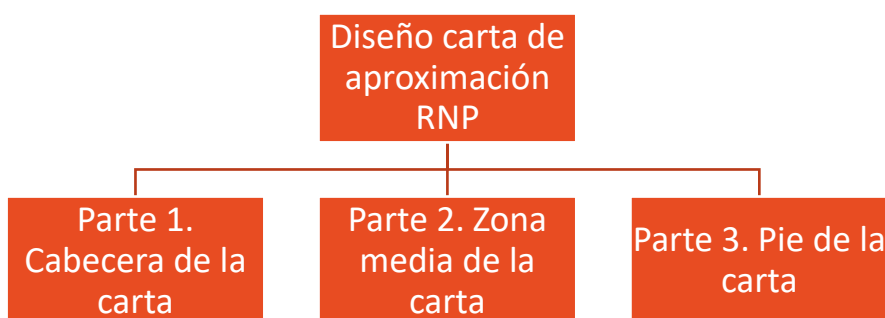 Diseño carta de
aproximación
RNP
Parte 1.
Cabecera de la
carta
Parte 2. Zona
media de la
carta
Parte 3. Pie de la
carta